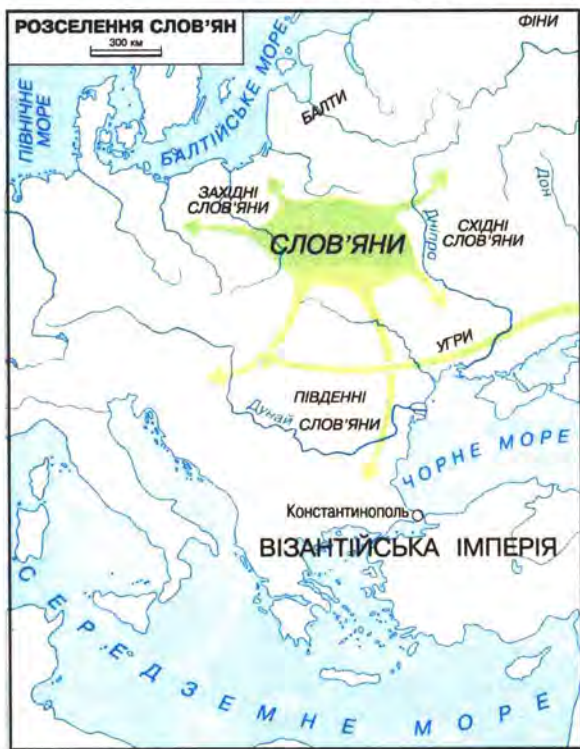 РОЗСЕЛЕННЯ СЛОВ'ЯН
300 км
ФІНИ
ПІВНІЧНЕ
МОРЕ
БАЛТІЙСЬКЕ МОРЕ
БАЛТИ
Дон
ЗАХІДНІ
СЛОВ'ЯНИ
Дніпро
СХІДНІ
СЛОВ'ЯНИ
СЛОВ'ЯНИ
УГРИ
ПІВДЕННІ
СЛОВ'ЯНИ
Дунай
ЧОРНЕ МОРЕ
Константинополь
ВІЗАНТІЙСЬКА ІМПЕРІЯ
СЕРЕДЗЕМНЕ МОРЕ